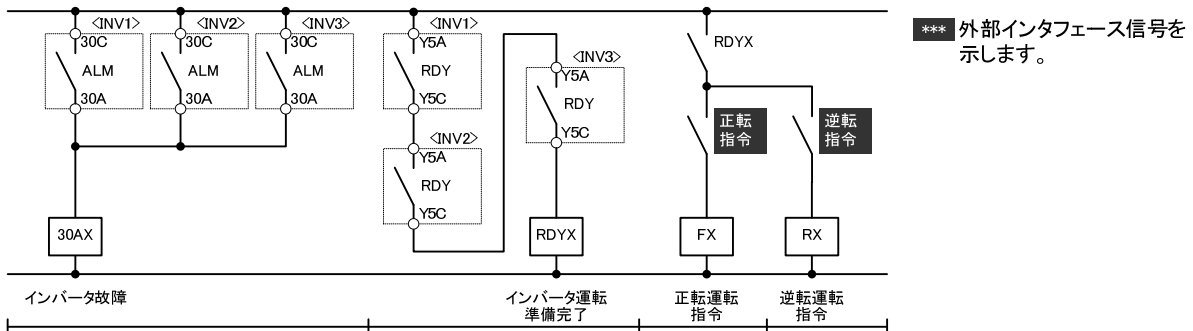 <INV1>
<INV2>
<INV3>
30C
30C
30C
ALM
ALM
ALM
30A
30A
30A
<INV1>
Y5A
RDY
Y5C
<INV2>
Y5A
RDY
Y5C
<INV3>
Y5A
RDY
Y5C
RDYX
正転
指令
逆転
指令
*** 外部インタフェース信号を
示します。
30AX
RDYX
FX
RX
インバータ故障
インバータ運転
準備完了
正転運転
指令
逆転運転
指令